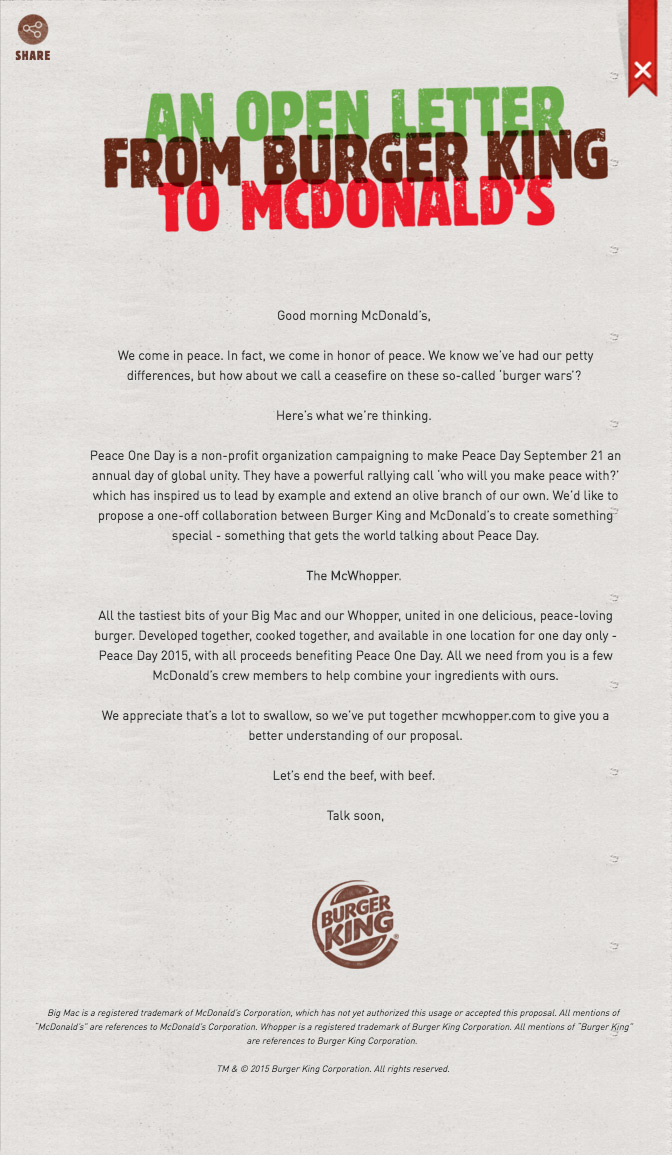 SHARE
AN OPEN LETTER
FROM BURGER KING
TO MCDONALD'S
Good morning McDonald's,
We come in peace. In fact, we come in honor of peace. We know we've had our petty
differences, but how about we call a ceasefire on these so-called 'burger wars'?
Here's what we're thinking.
Peace One Day is a non-profit organization campaigning to make Peace Day September 21 an
annual day of global unity. They have a powerful rallying call 'who will you make peace with?'
which has inspired us to lead by example and extend an olive branch of our own. We'd like to
propose a one-off collaboration between Burger King and McDonald's to create something
special - something that gets the world talking about Peace Day.
The McWhopper.
All the tastiest bits of your Big Mac and our Whopper, united in one delicious, peace-loving
burger. Developed together, cooked together, and available in one location for one day only -
Peace Day 2015, with all proceeds benefiting Peace One Day. All we need from you is a few
McDonald's crew members to help combine your ingredients with ours.
We appreciate that's a lot to swallow, so we've put together mcwhopper.com to give you a
better understanding of our proposal.
Let's end the beef, with beef.
Talk soon,
BURGER
KING®
Big Mac is a registered trademark of McDonald's Corporation, which has not yet authorized this usage or accepted this proposal. All mentions of
"McDonald's" are references to McDonald's Corporation. Whopper is a registered trademark of Burger King Corporation. All mentions of "Burger King"
are references to Burger King Corporation.
TM & © 2015 Burger King Corporation. All rights reserved.